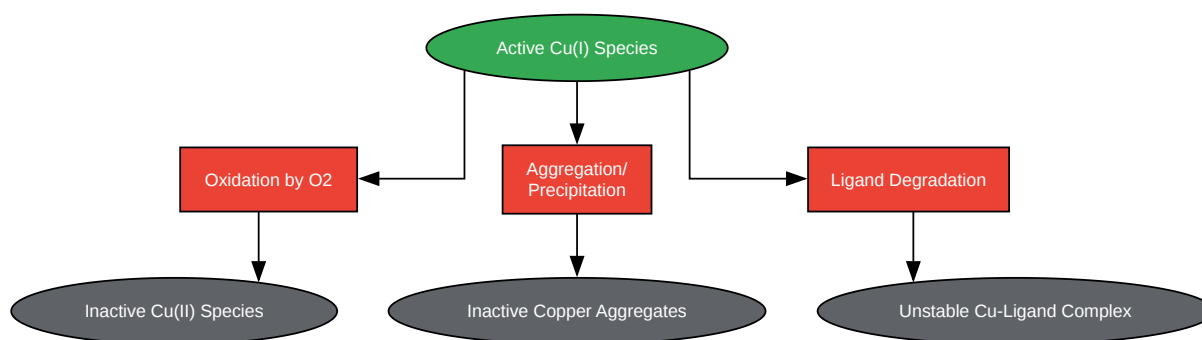 Active Cu(I) Species
Oxidation by O2
Aggregation/
Precipitation
Ligand Degradation
Inactive Cu(II) Species
Inactive Copper Aggregates
Unstable Cu-Ligand Complex